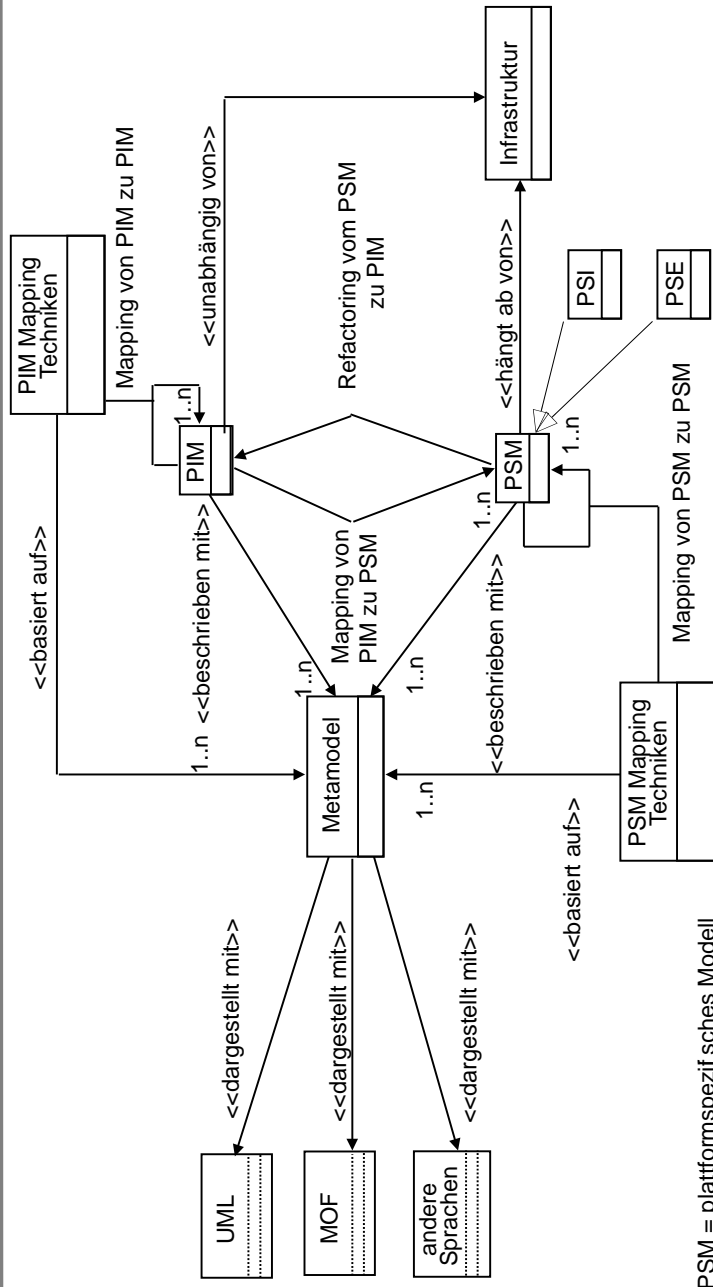 PIM Mapping
Techniken
Mapping von PIM zu PIM
<<basiert auf>>
1..n
PIM
<<unabhängig von>>
Infrastruktur
1..n
<<beschrieben mit>>
1..n
Refactoring vom PSM
zu PIM
Mapping von
PIM zu PSM
UML
<<dargestellt mit>>
Metamodel
MOF
<<dargestellt mit>>
andere
Sprachen
<<dargestellt mit>>
1..n
<<beschrieben mit>>
1..n
PSM
<<hängt ab von>>
1..n
PSI
PSE
1..n
<<basiert auf>>
PSM Mapping
Techniken
Mapping von PSM zu PSM
PSM = plattformspezif sches Modell